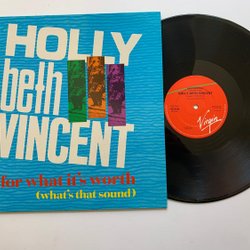 HOLLY
beth
VINCENT
for what it's worth
(what's that sound)
Virgin